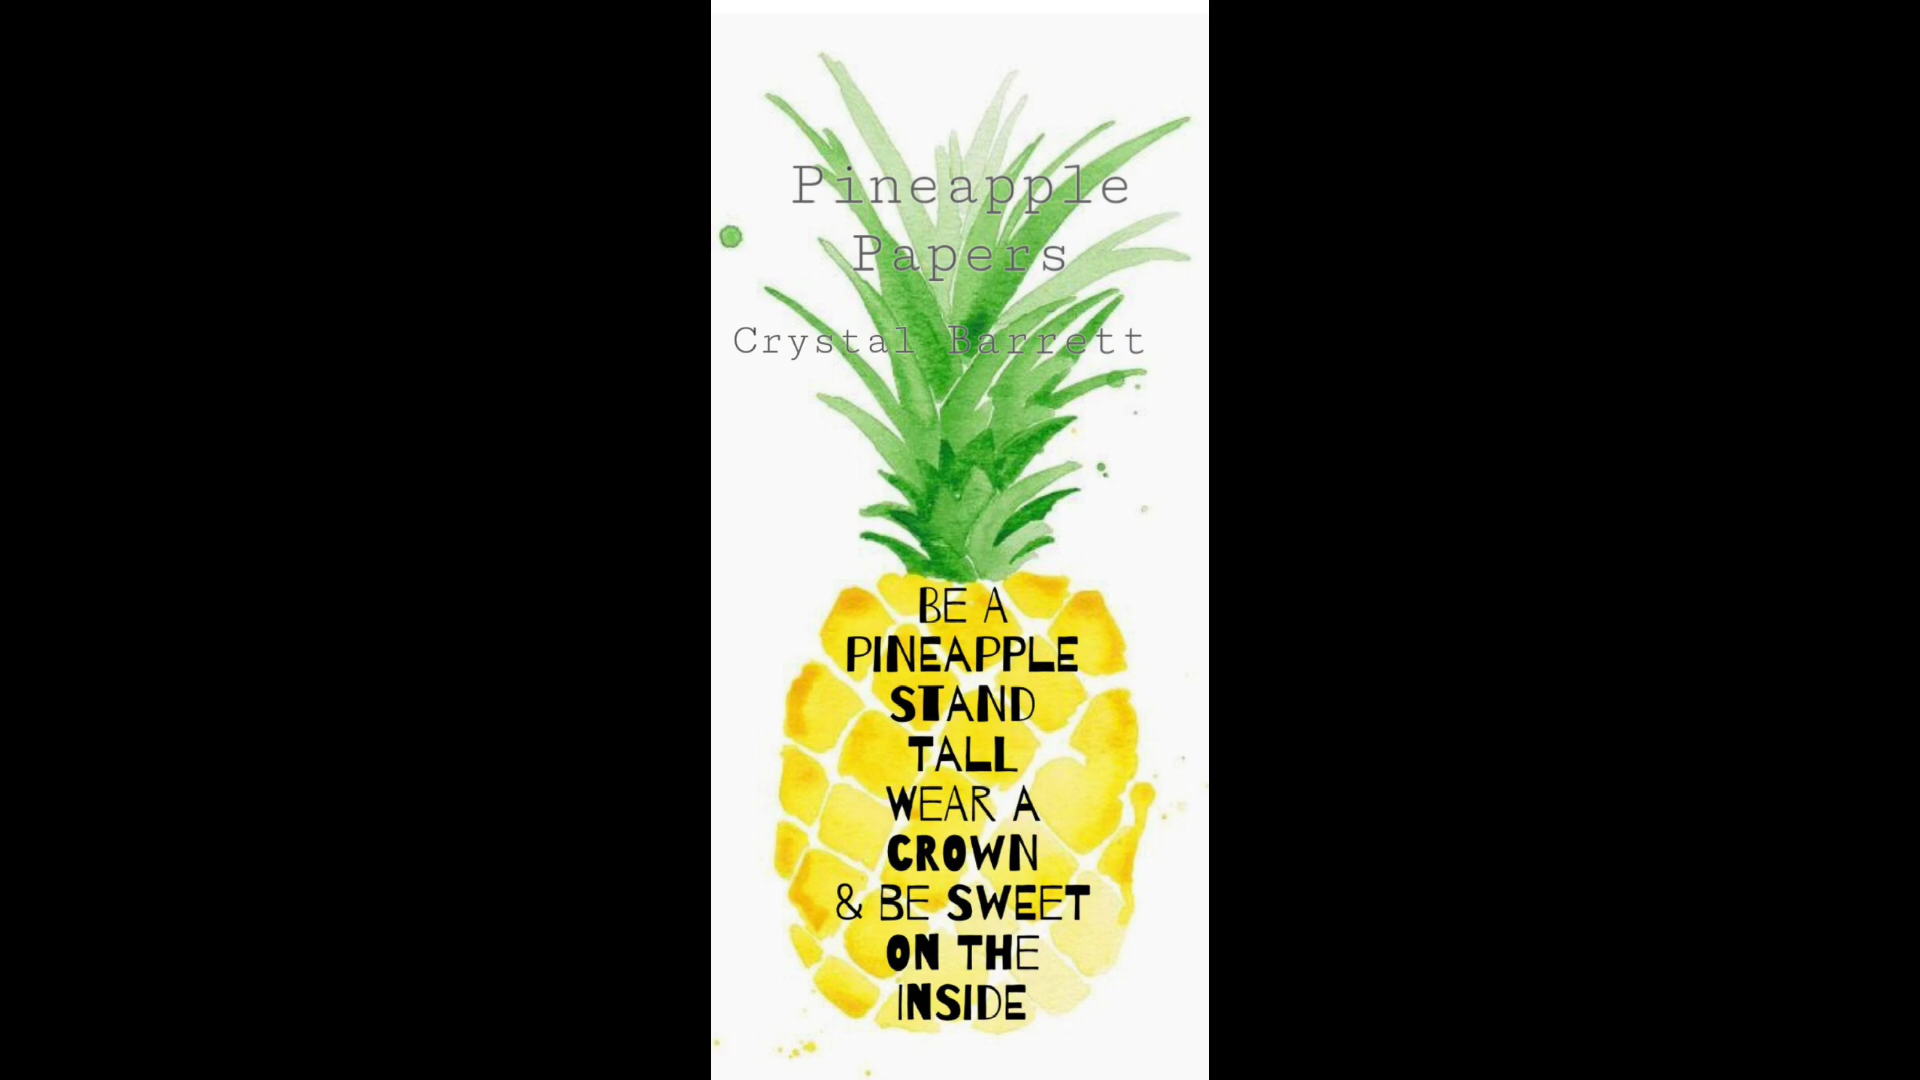 Pineapple
Papers
Crystal Barrett
BE A
PINEAPPLE
STAND
TALL
WEAR A
CROWN
& BE SWEET
ON THE
INSIDE